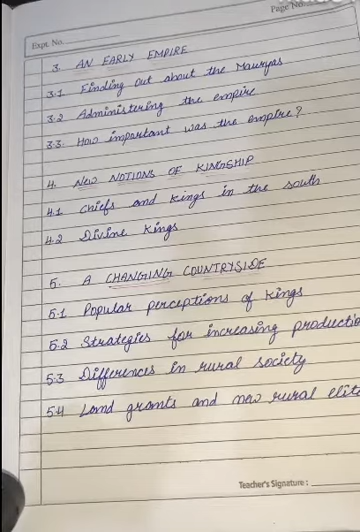 Page No.
Expt. No.
3. AN EARLY EMPIRE
3.1 Finding out about the Mauryas
3.2 Administering the empire
3.3. How important was the empire?
4. NEW NOTIONS OF KINGSHIP
4.1 Chiefs and Kings in the south
4.2 Divine Kings
5. A CHANGING COUNTRYSIDE
5.1 Popular perceptions of kings
5.2 Strategies for increasing productio
5.3 Differences in rural society
5.4 Land grants and new rural elite
Teacher's Signature :